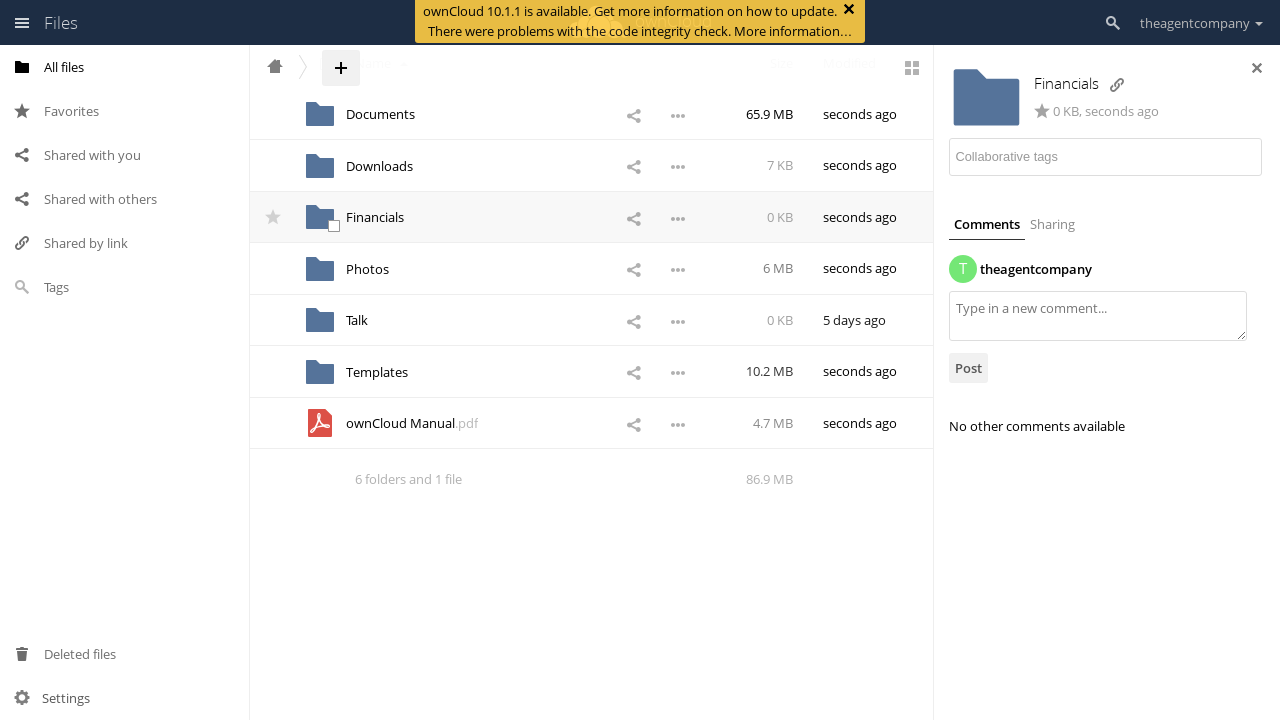 Files
ownCloud 10.1.1 is available. Get more information on how to update.
There were problems with the code integrity check. More information…
theagentcompany
All files
Favorites
Shared with you
Shared with others
Shared by link
Tags
Deleted files
Settings
Documents 65.9 MB seconds ago
Downloads 7 KB seconds ago
Financials 0 KB seconds ago
Photos 6 MB seconds ago
Talk 0 KB 5 days ago
Templates 10.2 MB seconds ago
ownCloud Manual.pdf 4.7 MB seconds ago
6 folders and 1 file 86.9 MB
Financials
0 KB, seconds ago
Collaborative tags
Comments Sharing
T theagentcompany
Type in a new comment...
Post
No other comments available